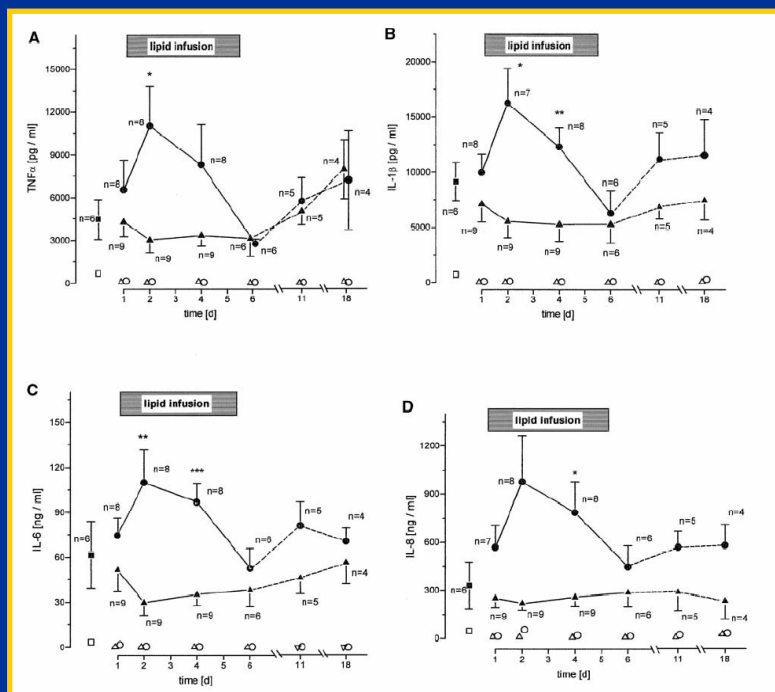 A
lipid infusion
15000
12000
9000
6000
3000
0
TNFα [pg / ml]
*
n=8
n=8
n=8
n=6
n=9
n=9
n=9
n=6
n=6
n=5
n=5
n=4
n=4
1 2 3 4 5 6 11 18
time [d]
B
lipid infusion
20000
15000
10000
5000
0
IL-1β [pg / ml]
*
**
n=7
n=8
n=8
n=6
n=9
n=9
n=9
n=6
n=6
n=5
n=5
n=4
n=4
1 2 3 4 5 6 11 18
time [d]
C
lipid infusion
150
120
90
60
30
0
IL-6 [ng / ml]
**
***
n=8
n=8
n=8
n=6
n=9
n=9
n=9
n=6
n=6
n=5
n=5
n=4
n=4
1 2 3 4 5 6 11 18
time [d]
D
lipid infusion
1200
900
600
300
0
IL-8 [ng / ml]
*
n=8
n=8
n=7
n=6
n=9
n=9
n=9
n=6
n=6
n=5
n=5
n=4
n=4
1 2 3 4 5 6 11 18
time [d]